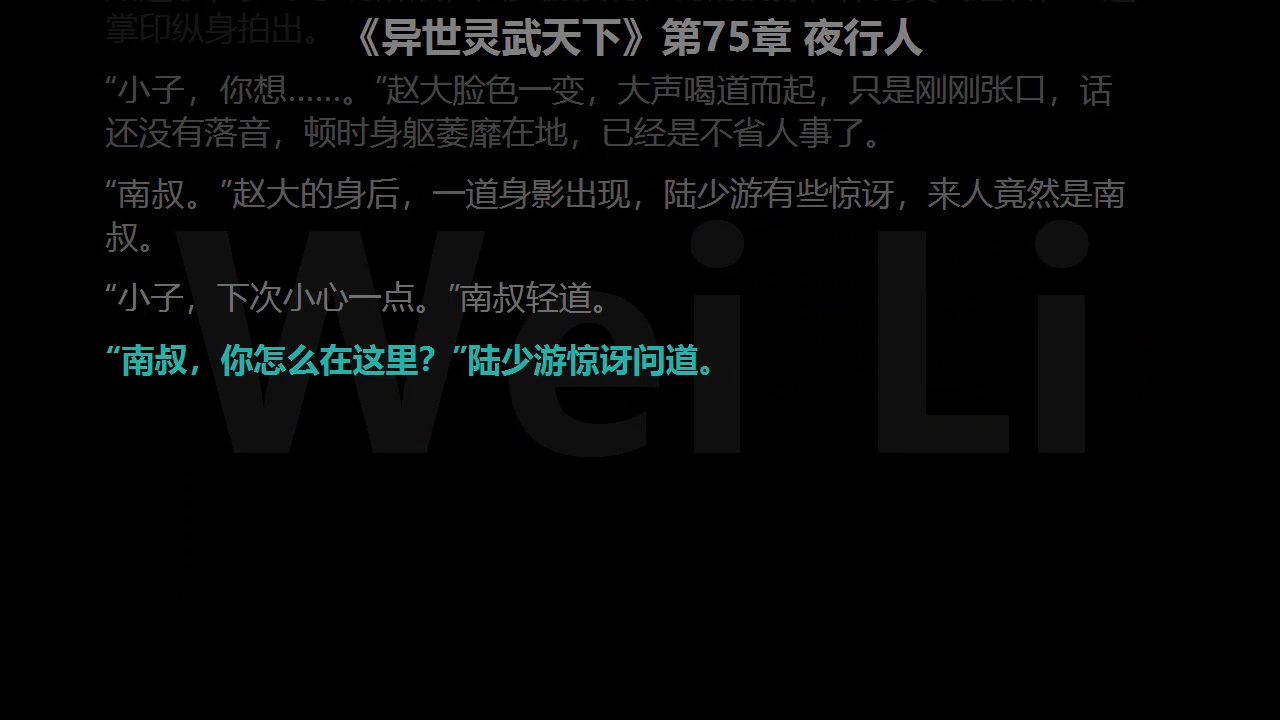 掌印纵身拍出。
《异世灵武天下》第75章 夜行人
“小子，你想……。”赵大脸色一变，大声喝道而起，只是刚刚张口，话
还没有落音，顿时身躯萎靡在地，已经是不省人事了。
“南叔。”赵大的身后，一道身影出现，陆少游有些惊讶，来人竟然是南
叔。
“小子，下次小心一点。”南叔轻道。
“南叔，你怎么在这里？”陆少游惊讶问道。
Wei Li